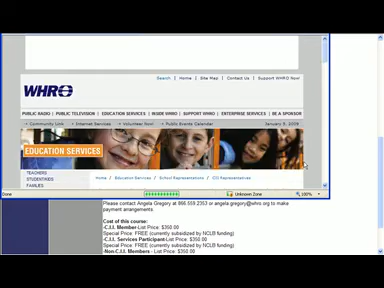 Search | Home | Site Map | Contact Us | Support WHRO Now!
WHRO
PUBLIC RADIO | PUBLIC TELEVISION | EDUCATION SERVICES | INSIDE WHRO | SUPPORT WHRO | ENTERPRISE SERVICES | BE A SPONSOR
Community Link Internet Services Volunteer Now! Public Events Calendar January 9, 2009
EDUCATION SERVICES
TEACHERS
STUDENT/KIDS
FAMILIES
Home / Education Services / School Representatives / CII Representatives
Done Unknown Zone 100%
Please contact Angela Gregory at 866 559 2353 or angela.gregory@whro.org to make
payment arrangements.
Cost of this course:
-C.I.I. Member-List Price: $350.00
Special Price: FREE (currently subsidized by NCLB funding)
-C.I.I. Services Participant-List Price: $350.00
Special Price: FREE (currently subsidized by NCLB funding)
-Non-C.I.I. Members - List Price: $350.00